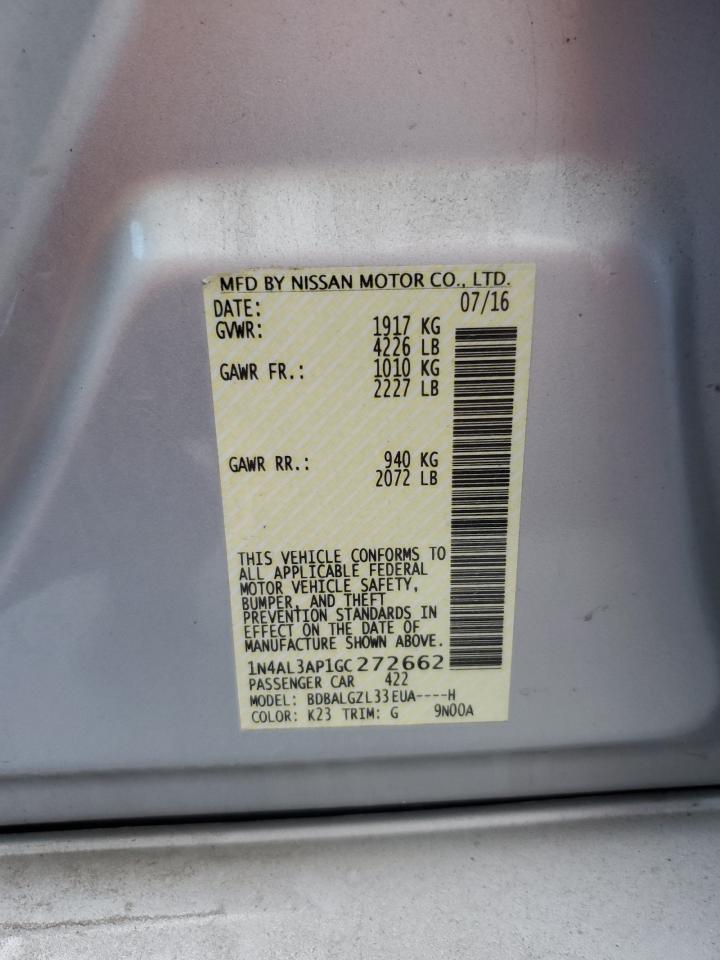 MFD BY NISSAN MOTOR CO., LTD.
DATE: 07/16
GVWR: 1917 KG
4226 LB
GAWR FR.: 1010 KG
2227 LB
GAWR RR.: 940 KG
2072 LB
THIS VEHICLE CONFORMS TO
ALL APPLICABLE FEDERAL
MOTOR VEHICLE SAFETY,
BUMPER, AND THEFT
PREVENTION STANDARDS IN
EFFECT ON THE DATE OF
MANUFACTURE SHOWN ABOVE.
1N4AL3AP1GC272662
PASSENGER CAR 422
MODEL: BDBALGZL33EUA----H
COLOR: K23 TRIM: G 9N00A